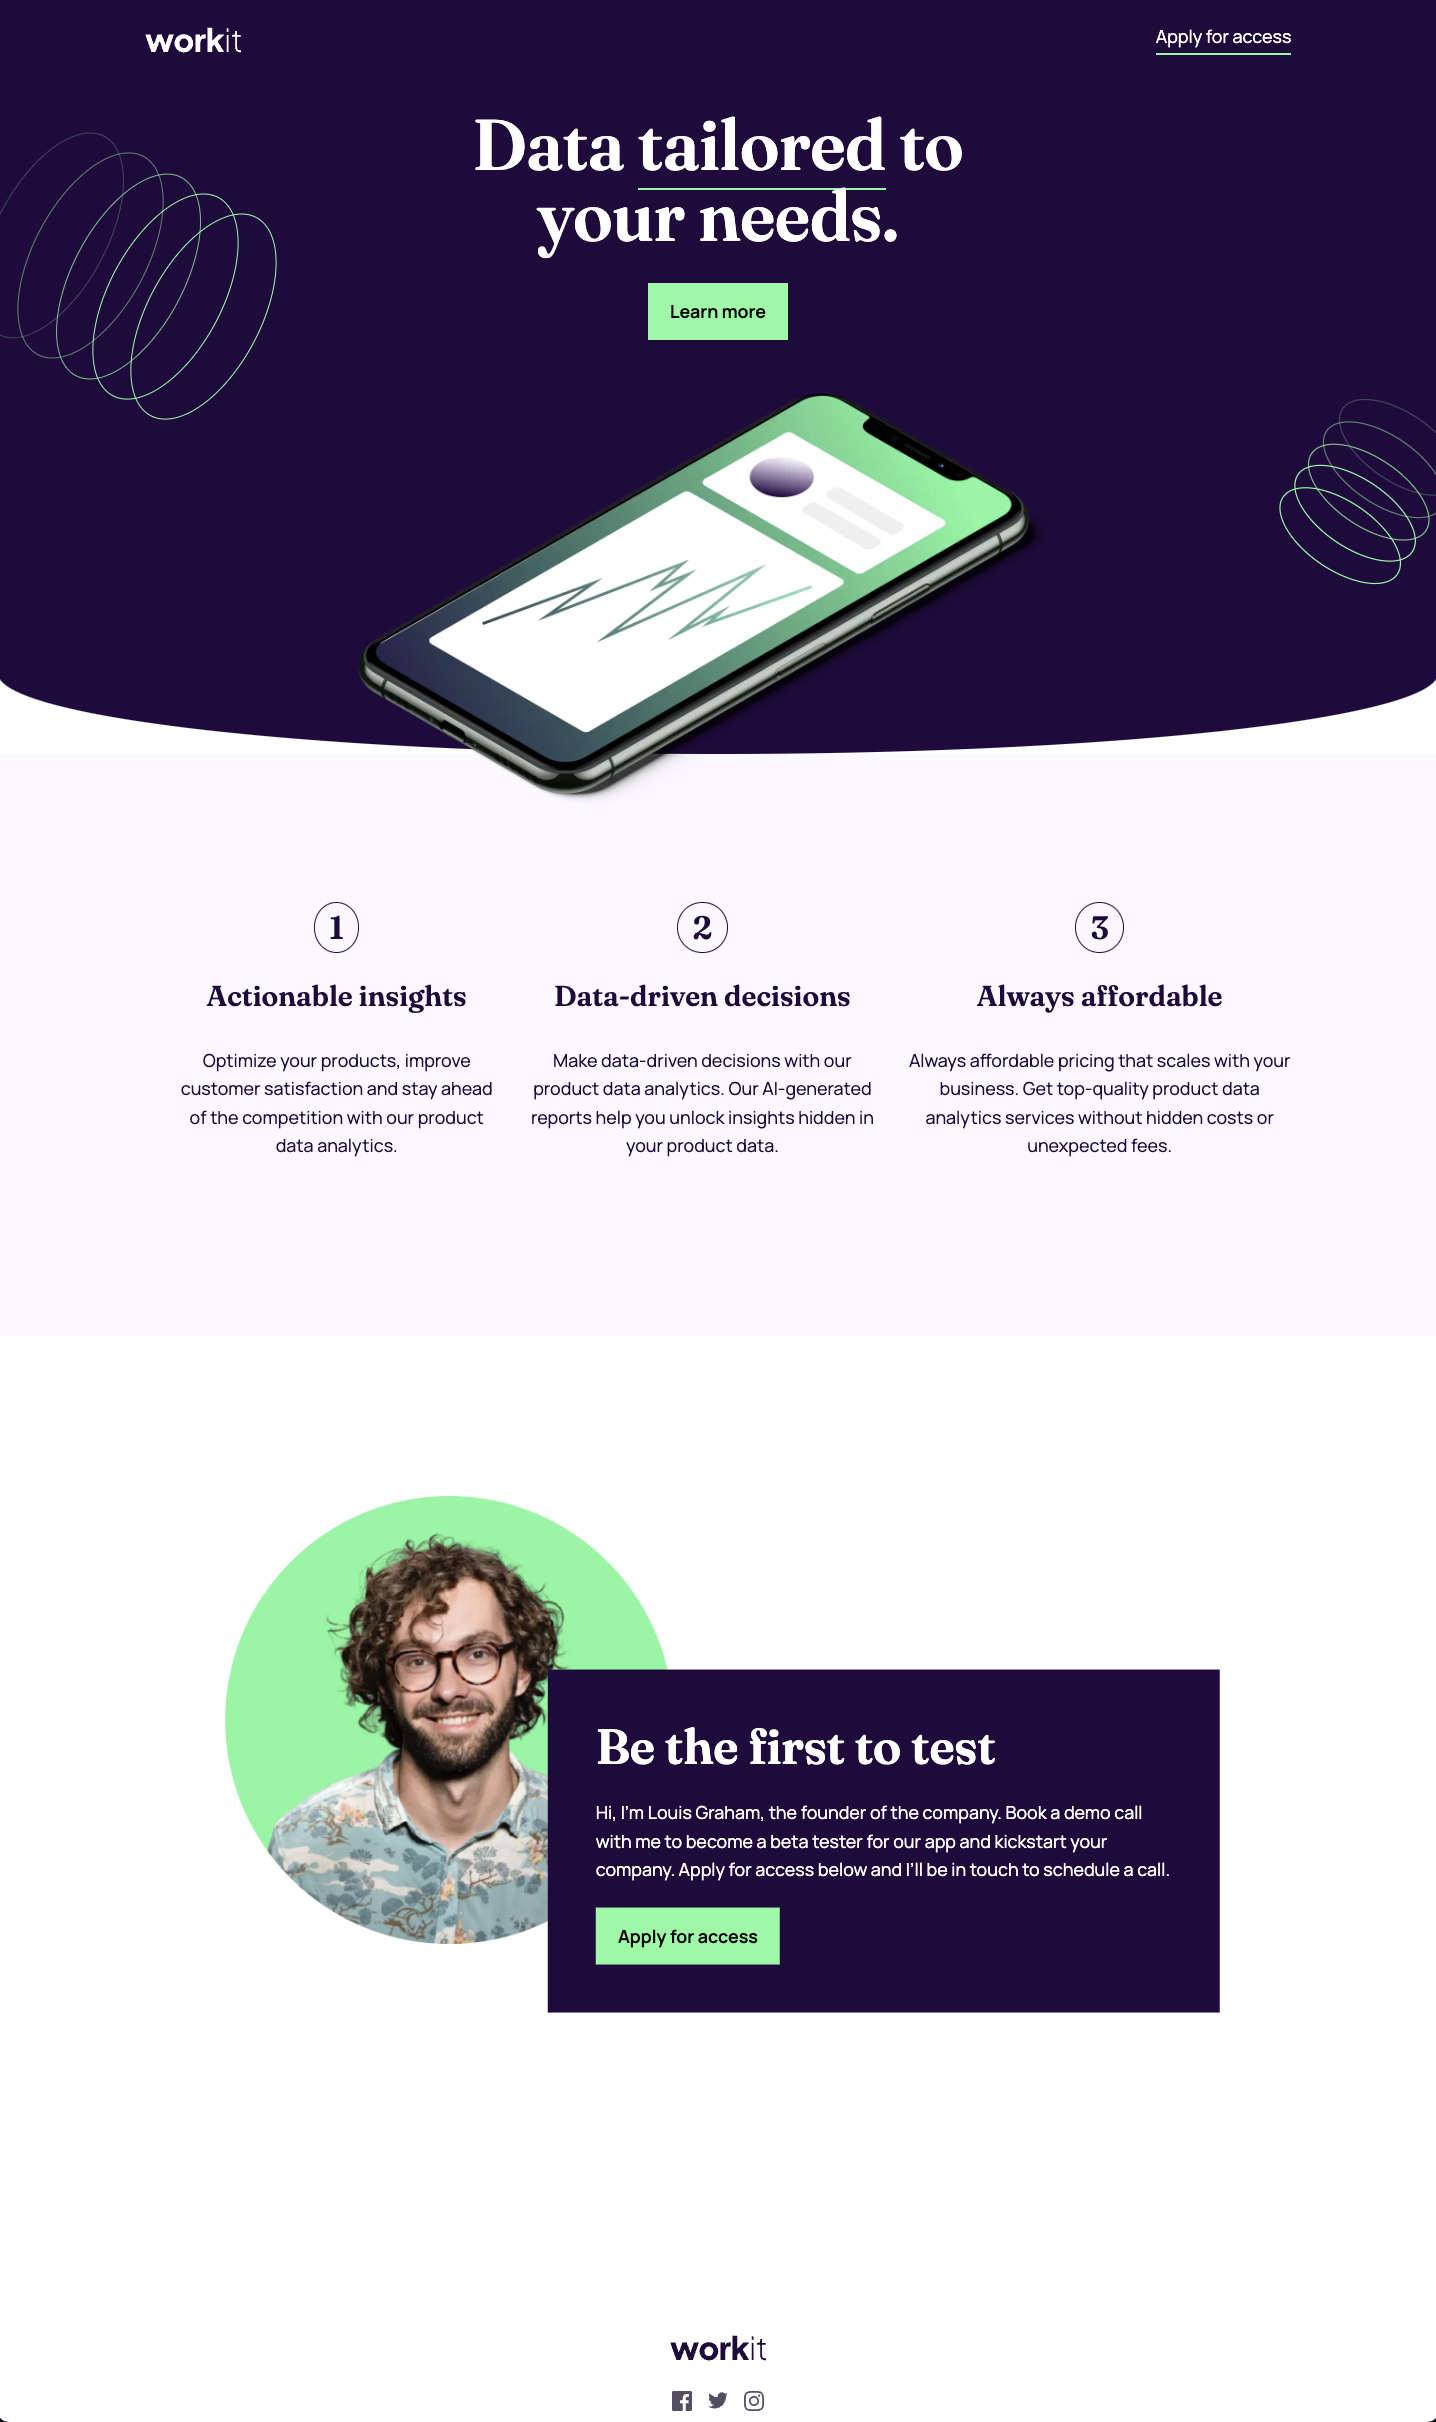 workit
Apply for access
Data tailored to
your needs.
Learn more
1
Actionable insights
Optimize your products, improve
customer satisfaction and stay ahead
of the competition with our product
data analytics.
2
Data-driven decisions
Make data-driven decisions with our
product data analytics. Our AI-generated
reports help you unlock insights hidden in
your product data.
3
Always affordable
Always affordable pricing that scales with your
business. Get top-quality product data
analytics services without hidden costs or
unexpected fees.
Be the first to test
Hi, I'm Louis Graham, the founder of the company. Book a demo call
with me to become a beta tester for our app and kickstart your
company. Apply for access below and I'll be in touch to schedule a call.
Apply for access
workit